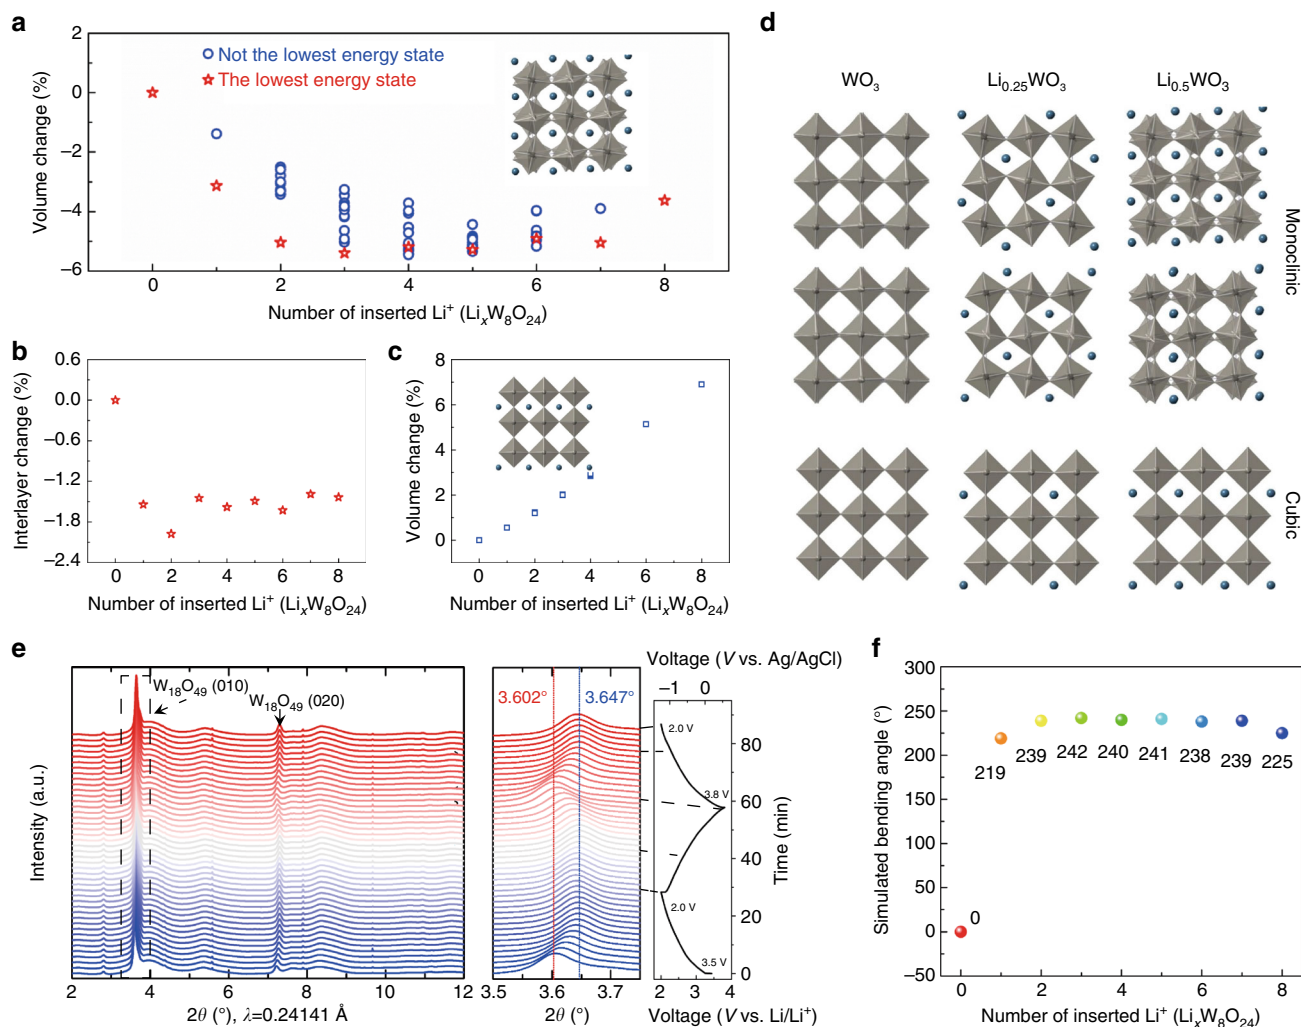 a
Not the lowest energy state
The lowest energy state
Volume change (%)
2
0
−2
−4
−6
0
2
4
6
8
Number of inserted Li⁺ (LiₓW₈O₂₄)
b
Interlayer change (%)
0.6
0.0
−0.6
−1.2
−1.8
−2.4
0
2
4
6
8
Number of inserted Li⁺ (LiₓW₈O₂₄)
c
Volume change (%)
8
6
4
2
0
0
2
4
6
8
Number of inserted Li⁺ (LiₓW₈O₂₄)
d
WO₃
Li₀.₂₅WO₃
Li₀.₅WO₃
Monoclinic
Cubic
e
W₁₈O₄₉ (010)
W₁₈O₄₉ (020)
Intensity (a.u.)
2
4
6
8
10
12
2θ (°), λ=0.24141 Å
3.602°
3.647°
3.5
3.6
3.7
2θ (°)
Voltage (V vs. Ag/AgCl)
−1
0
2.0 V
3.8 V
2.0 V
3.5 V
80
60
40
20
0
Time (min)
2
3
4
Voltage (V vs. Li/Li⁺)
f
Simulated bending angle (°)
300
250
200
150
100
50
0
−50
0
219
239
242
240
241
238
239
225
0
2
4
6
8
Number of inserted Li⁺ (LiₓW₈O₂₄)